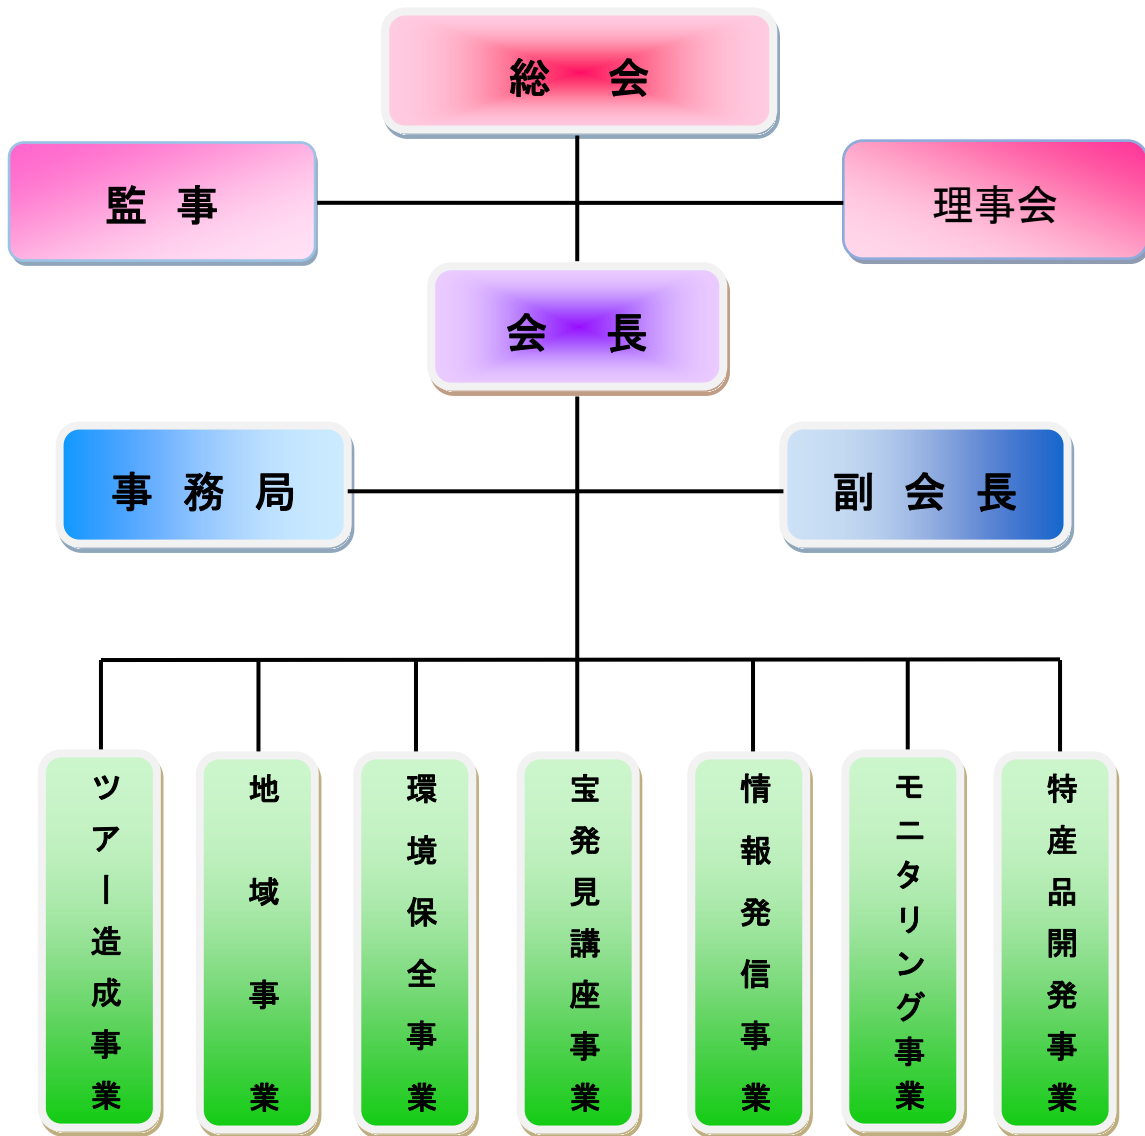 総会
監事
理事会
会長
事務局
副会長
ツアー造成事業
地域事業
環境保全事業
宝発見講座事業
情報発信事業
モニタリング事業
特産品開発事業